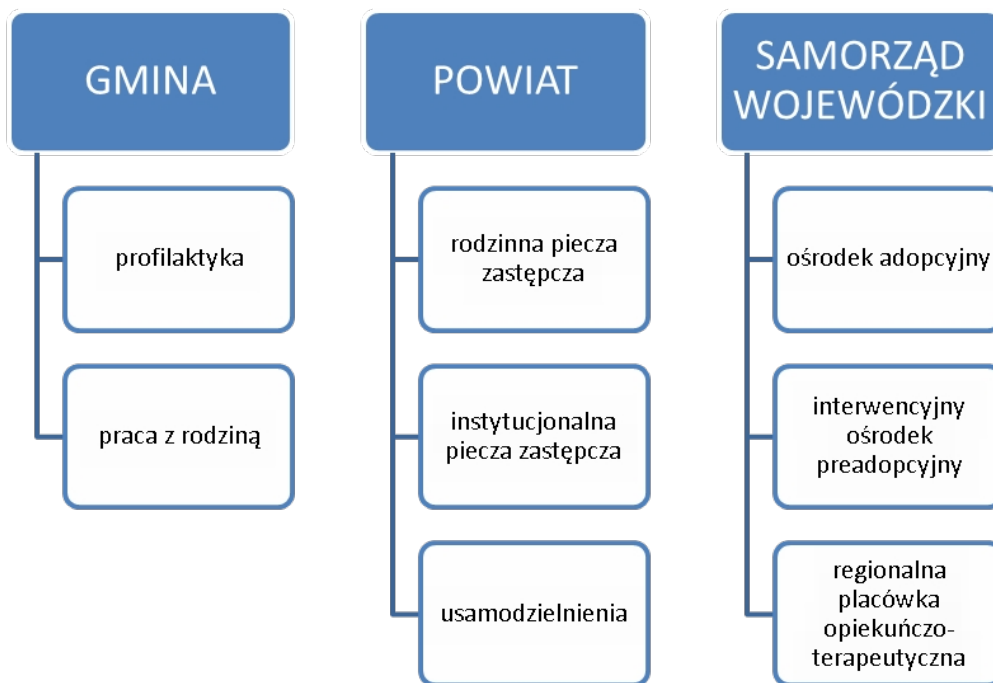 GMINA
profilaktyka
praca z rodziną
POWIAT
rodzinna piecza
zastępcza
instytucjonalna
piecza zastępcza
usamodzielnienia
SAMORZĄD
WOJEWÓDZKI
ośrodek adopcyjny
interwencyjny
ośrodek
preadopcyjny
regionalna
placówka
opiekuńczo-
terapeutyczna